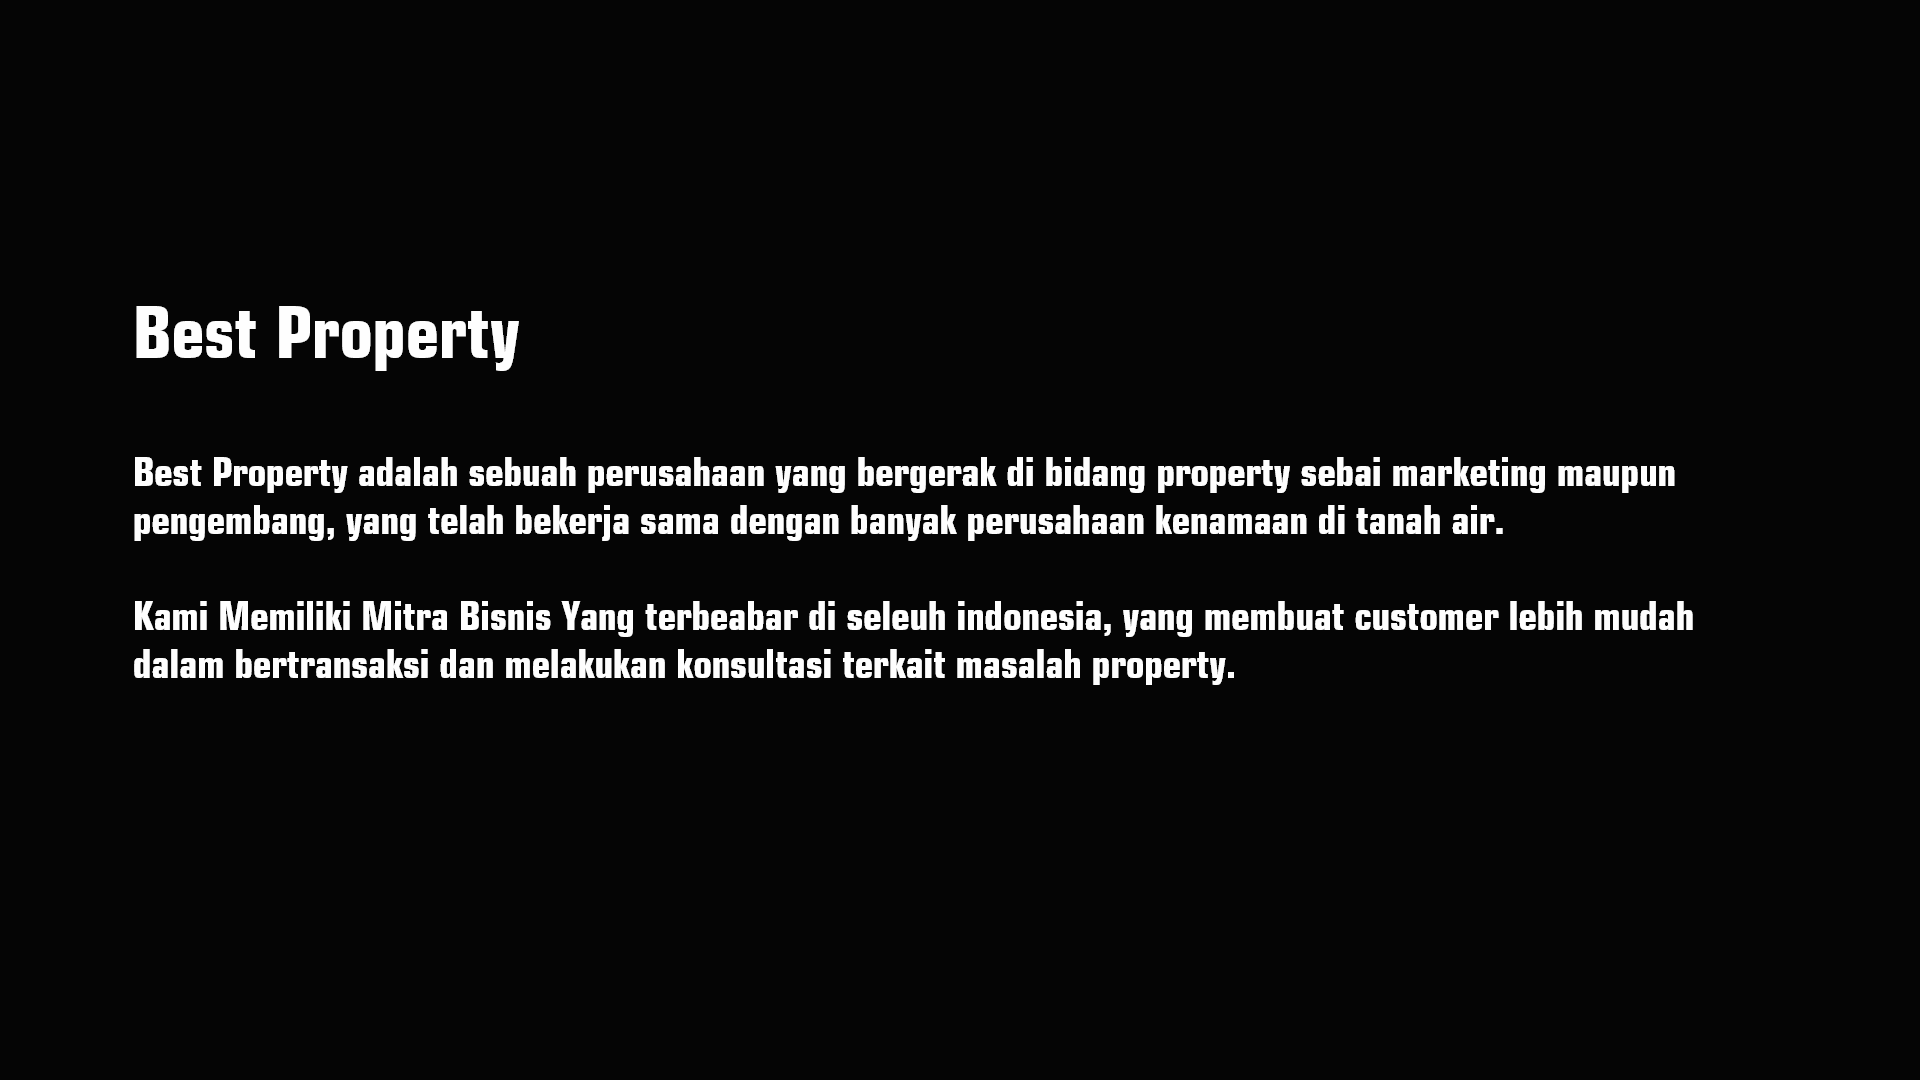 Best Property
Best Property adalah sebuah perusahaan yang bergerak di bidang property sebai marketing maupun
pengembang, yang telah bekerja sama dengan banyak perusahaan kenamaan di tanah air.
Kami Memiliki Mitra Bisnis Yang terbeabar di seleuh indonesia, yang membuat customer lebih mudah
dalam bertransaksi dan melakukan konsultasi terkait masalah property.